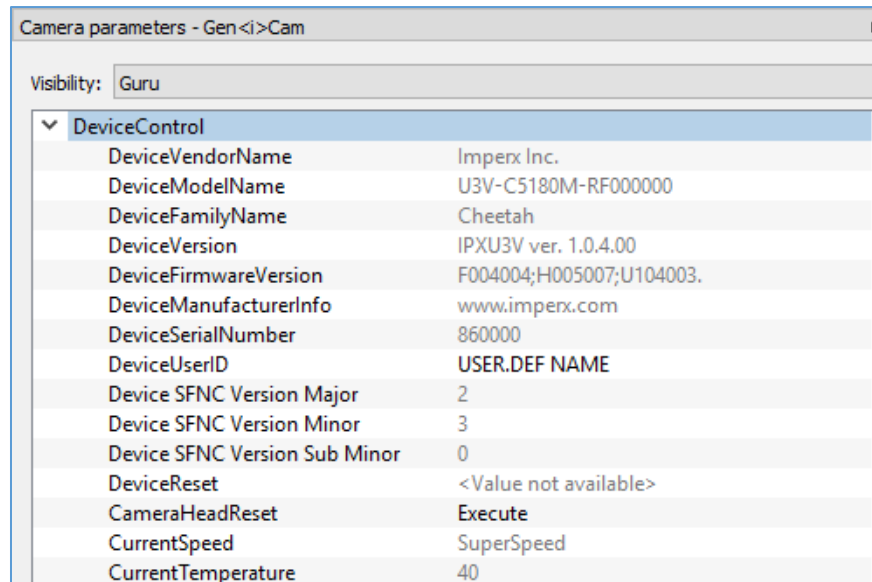 Camera parameters - Gen<i>Cam
Visibility: Guru
DeviceControl
DeviceVendorName Imperx Inc.
DeviceModelName U3V-C5180M-RF000000
DeviceFamilyName Cheetah
DeviceVersion IPXU3V ver. 1.0.4.00
DeviceFirmwareVersion F004004;H005007;U104003.
DeviceManufacturerInfo www.imperx.com
DeviceSerialNumber 860000
DeviceUserID USER.DEF NAME
Device SFNC Version Major 2
Device SFNC Version Minor 3
Device SFNC Version Sub Minor 0
DeviceReset <Value not available>
CameraHeadReset Execute
CurrentSpeed SuperSpeed
CurrentTemperature 40